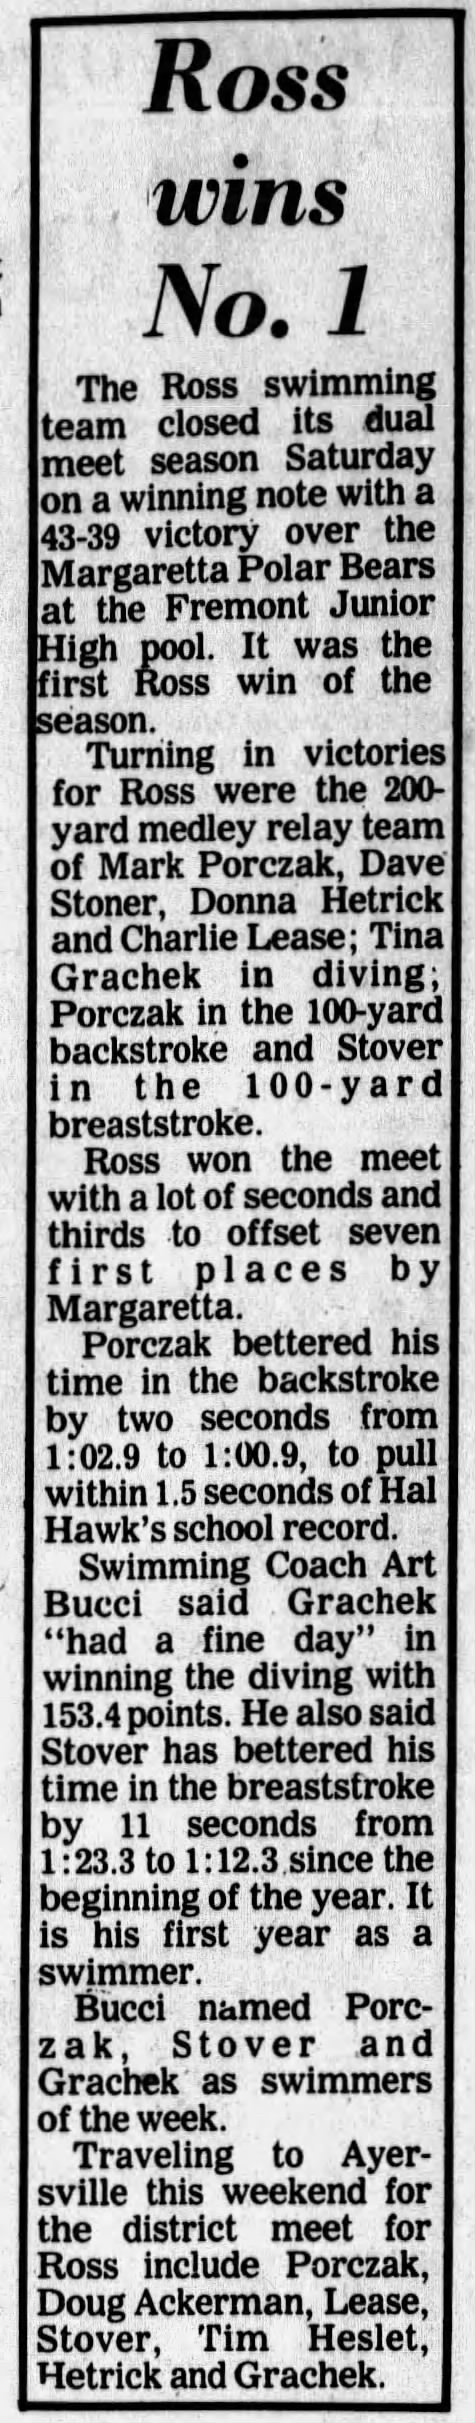 Ross
wins
No. 1
The Ross swimming
team closed its dual
meet season Saturday
on a winning note with a
43-39 victory over the
Margaretta Polar Bears
at the Fremont Junior
High pool. It was the
first Ross win of the
season.
Turning in victories
for Ross were the 200-
yard medley relay team
of Mark Porczak, Dave
Stoner, Donna Hetrick
and Charlie Lease; Tina
Grachek in diving;
Porczak in the 100-yard
backstroke and Stover
in the 100-yard
breaststroke.
Ross won the meet
with a lot of seconds and
thirds to offset seven
first places by
Margaretta.
Porczak bettered his
time in the backstroke
by two seconds from
1:02.9 to 1:00.9, to pull
within 1.5 seconds of Hal
Hawk's school record.
Swimming Coach Art
Bucci said Grachek
"had a fine day" in
winning the diving with
153.4 points. He also said
Stover has bettered his
time in the breaststroke
by 11 seconds from
1:23.3 to 1:12.3 since the
beginning of the year. It
is his first year as a
swimmer.
Bucci named Porc-
zak, Stover and
Grachek as swimmers
of the week.
Traveling to Ayer-
sville this weekend for
the district meet for
Ross include Porczak,
Doug Ackerman, Lease,
Stover, Tim Heslet,
Hetrick and Grachek.